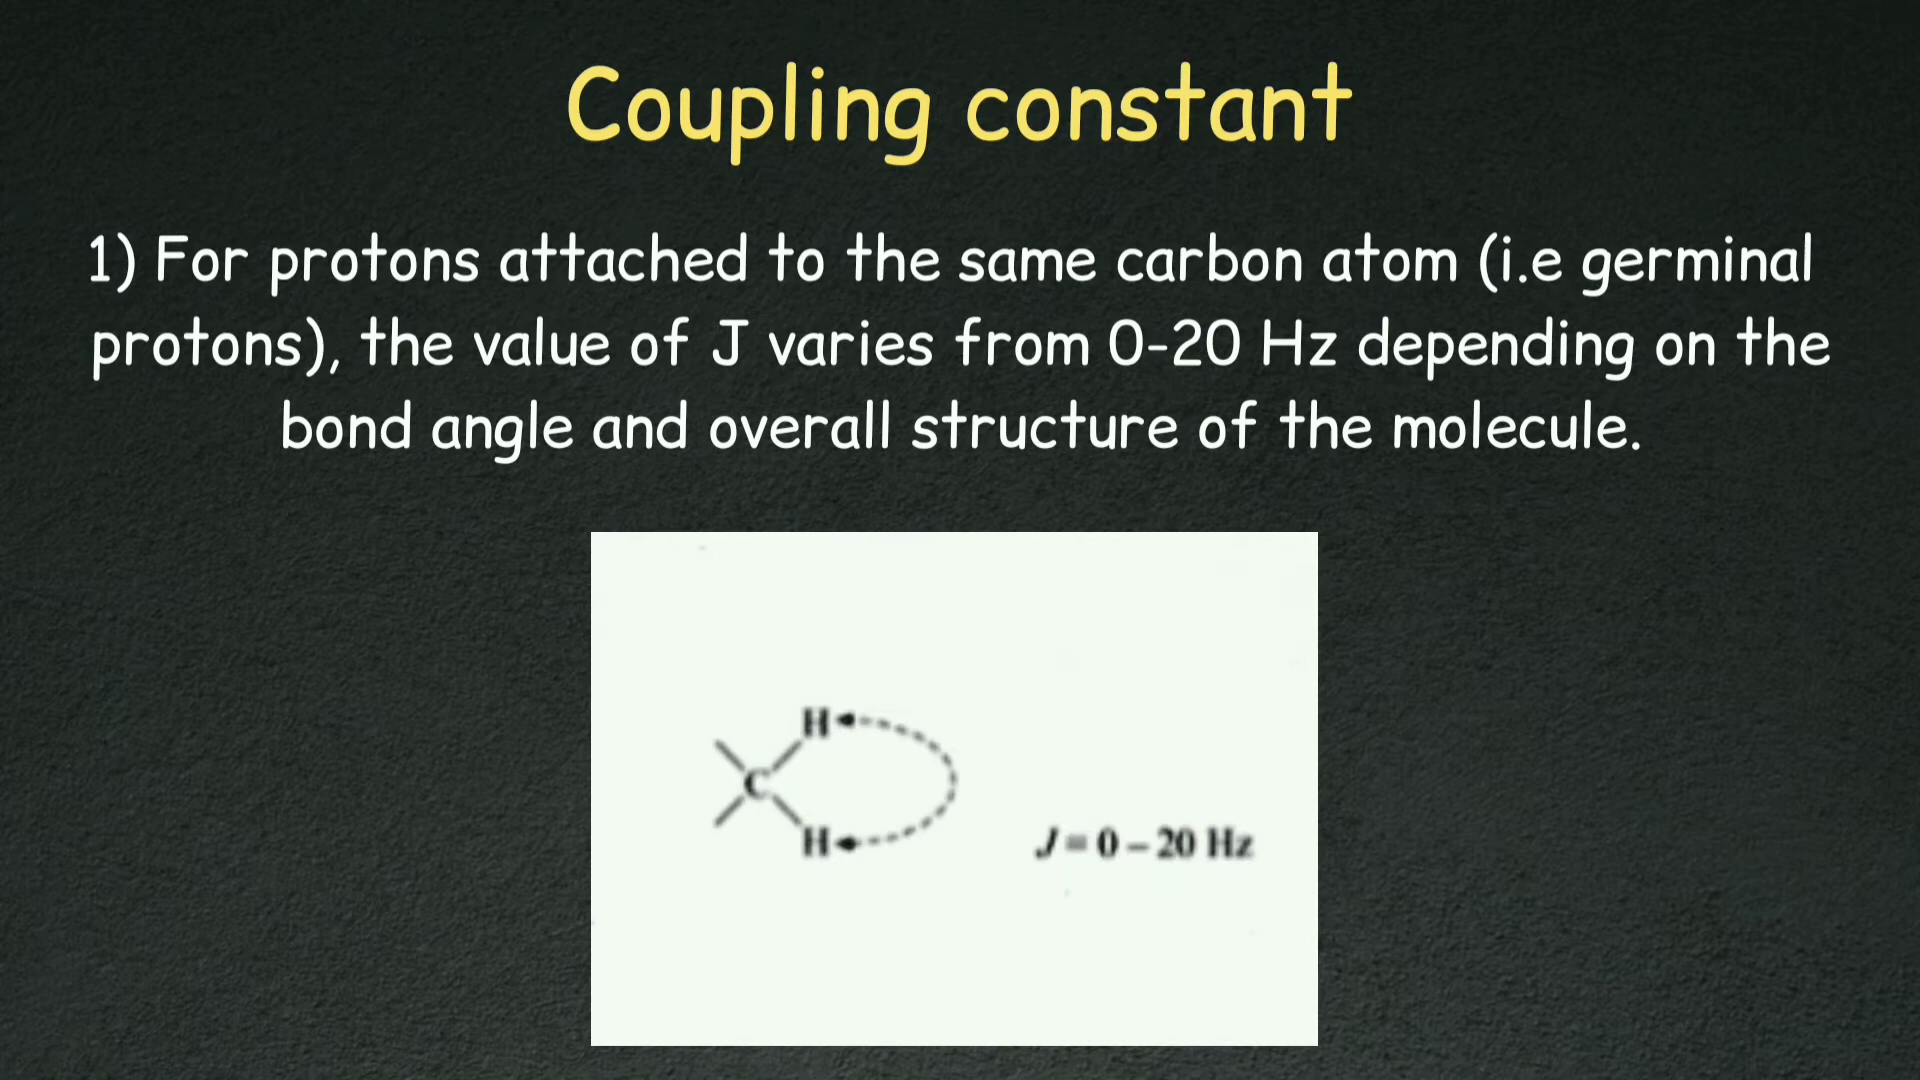 Coupling constant
1) For protons attached to the same carbon atom (i.e germinal
protons), the value of J varies from 0-20 Hz depending on the
bond angle and overall structure of the molecule.
H
C
H
J = 0 – 20 Hz